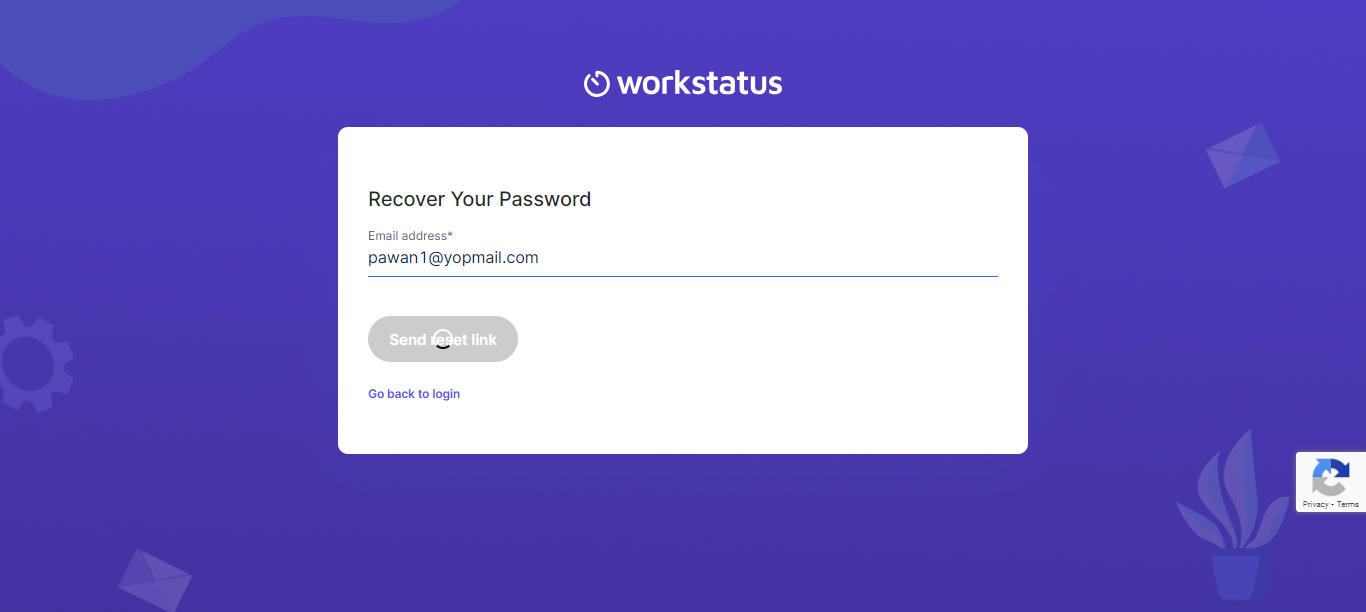 workstatus
Recover Your Password
Email address*
pawan1@yopmail.com
Send reset link
Go back to login
Privacy - Terms